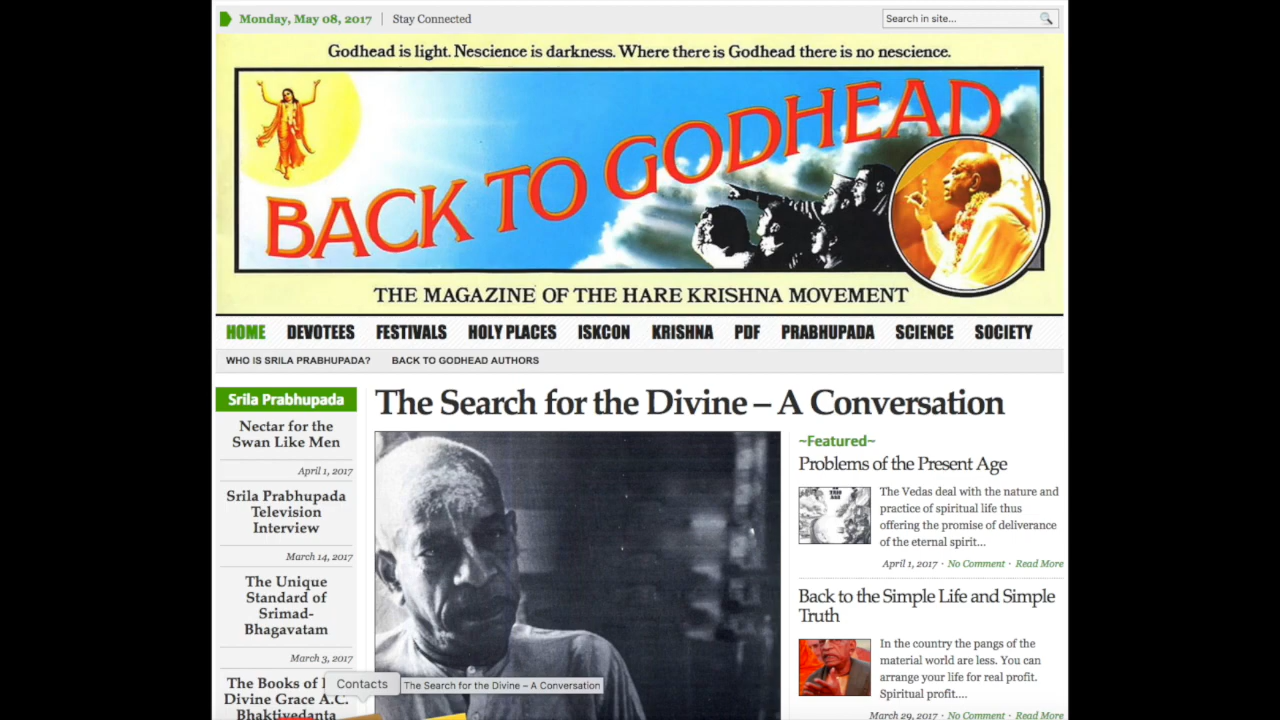 Monday, May 08, 2017 | Stay Connected
Search in site...
Godhead is light. Nescience is darkness. Where there is Godhead there is no nescience.
BACK TO GODHEAD
THE MAGAZINE OF THE HARE KRISHNA MOVEMENT
HOME DEVOTEES FESTIVALS HOLY PLACES ISKCON KRISHNA PDF PRABHUPADA SCIENCE SOCIETY
WHO IS SRILA PRABHUPADA? BACK TO GODHEAD AUTHORS
Srila Prabhupada
Nectar for the
Swan Like Men
April 1, 2017
Srila Prabhupada
Television
Interview
March 14, 2017
The Unique
Standard of
Srimad-
Bhagavatam
March 3, 2017
The Books of
Divine Grace A.C.
Bhaktivedanta
Contacts
The Search for the Divine – A Conversation
The Search for the Divine – A Conversation
~Featured~
Problems of the Present Age
The Vedas deal with the nature and
practice of spiritual life thus
offering the promise of deliverance
of the eternal spirit...
April 1, 2017 · No Comment · Read More
Back to the Simple Life and Simple
Truth
In the country the pangs of the
material world are less. You can
arrange your life for real profit.
Spiritual profit....
March 29, 2017 · No Comment · Read More